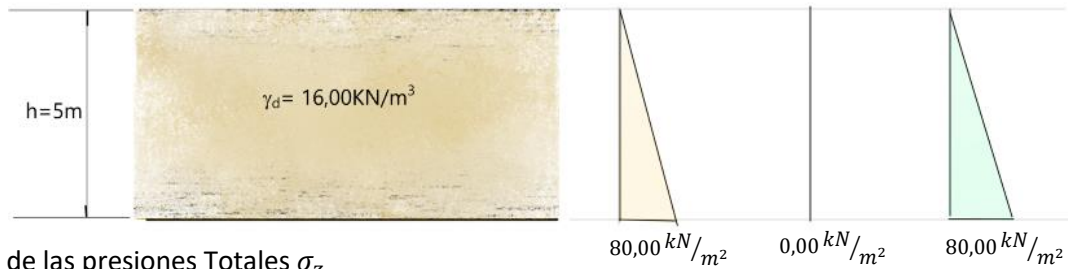 h=5m
γd= 16,00KN/m³
80,00 kN/m² 0,00 kN/m² 80,00 kN/m²
de las presiones Totales σz